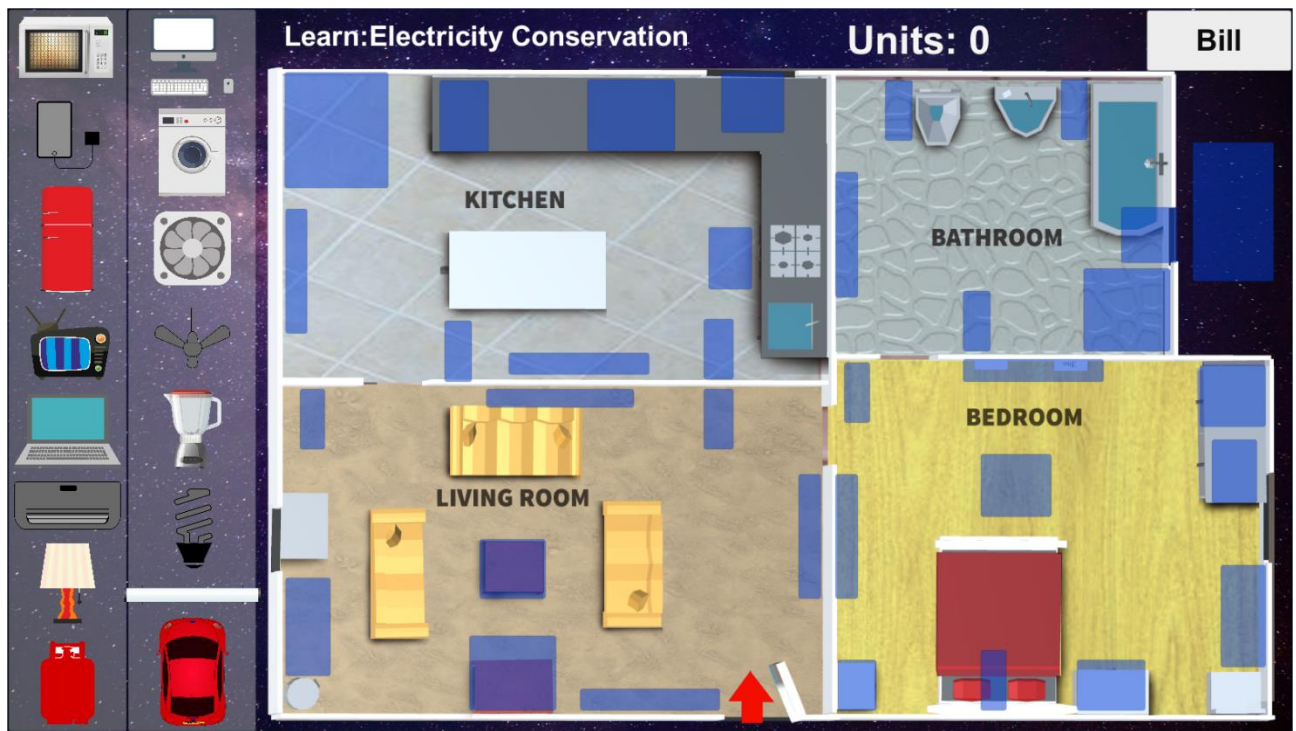 Learn:Electricity Conservation
Units: 0
Bill
KITCHEN
BATHROOM
BEDROOM
LIVING ROOM